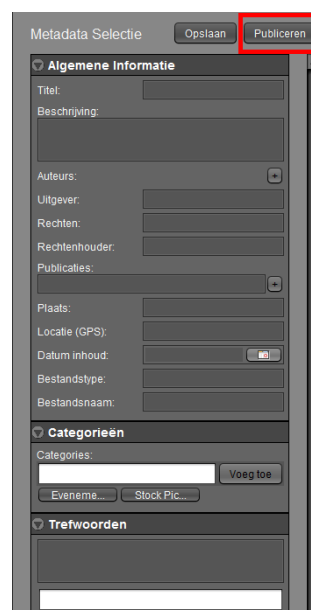 Metadata Selectie Opslaan Publiceren
Algemene Informatie
Titel:
Beschrijving:
Auteurs: +
Uitgever:
Rechten:
Rechtenhouder:
Publicaties:
+
Plaats:
Locatie (GPS):
Datum inhoud:
Bestandstype:
Bestandsnaam:
Categorieën
Categories:
Voeg toe
Eveneme... Stock Pic...
Trefwoorden